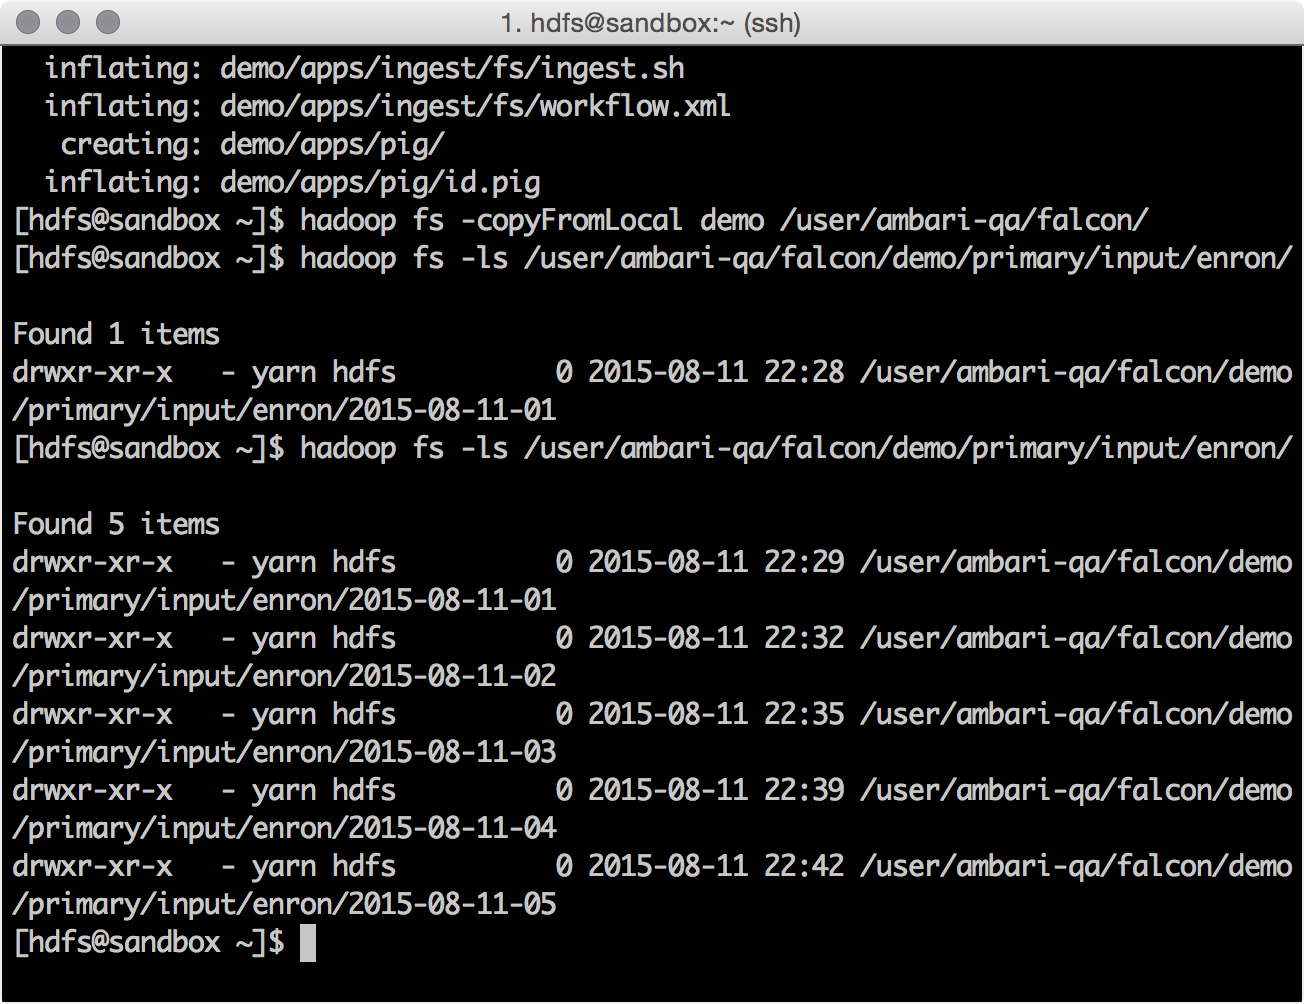 1. hdfs@sandbox:~ (ssh)
inflating: demo/apps/ingest/fs/ingest.sh
inflating: demo/apps/ingest/fs/workflow.xml
creating: demo/apps/pig/
inflating: demo/apps/pig/id.pig
[hdfs@sandbox ~]$ hadoop fs -copyFromLocal demo /user/ambari-qa/falcon/
[hdfs@sandbox ~]$ hadoop fs -ls /user/ambari-qa/falcon/demo/primary/input/enron/
Found 1 items
drwxr-xr-x   - yarn hdfs          0 2015-08-11 22:28 /user/ambari-qa/falcon/demo
/primary/input/enron/2015-08-11-01
[hdfs@sandbox ~]$ hadoop fs -ls /user/ambari-qa/falcon/demo/primary/input/enron/
Found 5 items
drwxr-xr-x   - yarn hdfs          0 2015-08-11 22:29 /user/ambari-qa/falcon/demo
/primary/input/enron/2015-08-11-01
drwxr-xr-x   - yarn hdfs          0 2015-08-11 22:32 /user/ambari-qa/falcon/demo
/primary/input/enron/2015-08-11-02
drwxr-xr-x   - yarn hdfs          0 2015-08-11 22:35 /user/ambari-qa/falcon/demo
/primary/input/enron/2015-08-11-03
drwxr-xr-x   - yarn hdfs          0 2015-08-11 22:39 /user/ambari-qa/falcon/demo
/primary/input/enron/2015-08-11-04
drwxr-xr-x   - yarn hdfs          0 2015-08-11 22:42 /user/ambari-qa/falcon/demo
/primary/input/enron/2015-08-11-05
[hdfs@sandbox ~]$